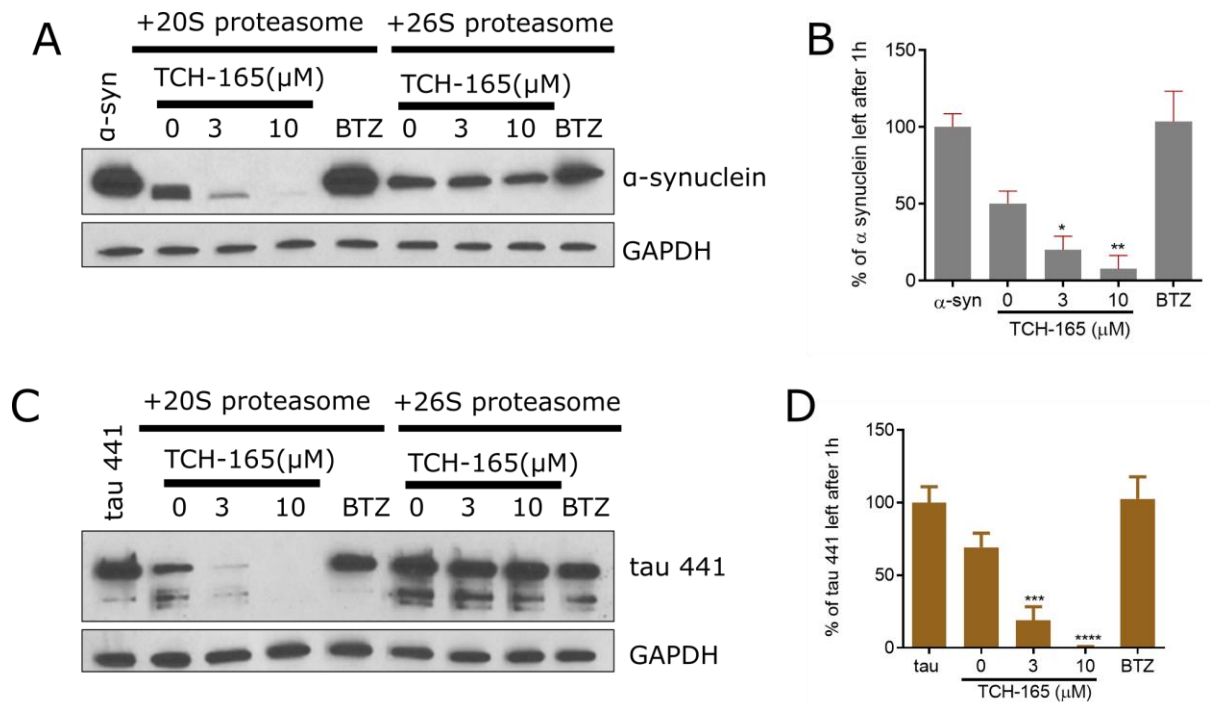 A
+20S proteasome +26S proteasome
α-syn
TCH-165(μM) TCH-165(μM)
0 3 10 BTZ 0 3 10 BTZ
α-synuclein
GAPDH
B
% of α synuclein left after 1h
150
100
50
0
*
**
α-syn 0 3 10 BTZ
TCH-165 (μM)
C
+20S proteasome +26S proteasome
tau 441
TCH-165(μM) TCH-165(μM)
0 3 10 BTZ 0 3 10 BTZ
tau 441
GAPDH
D
% of tau 441 left after 1h
150
100
50
0
***
****
tau 0 3 10 BTZ
TCH-165 (μM)